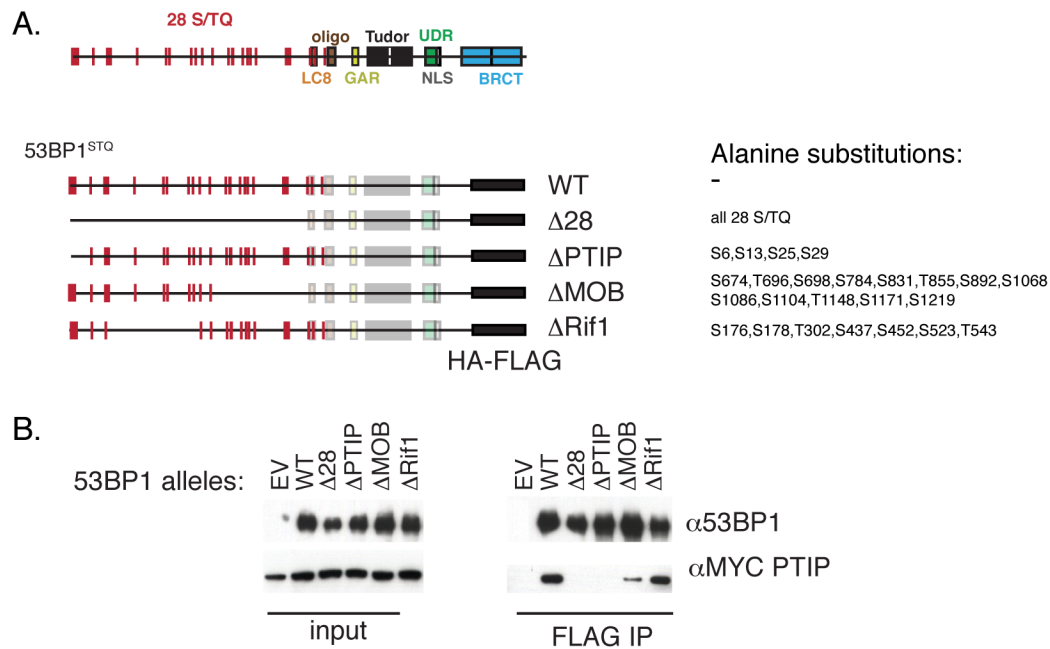 A.
28 S/TQ
oligo Tudor UDR
LC8 GAR NLS BRCT
53BP1STQ
Alanine substitutions:
WT -
Δ28 all 28 S/TQ
ΔPTIP S6,S13,S25,S29
ΔMOB S674,T696,S698,S784,S831,T855,S892,S1068
S1086,S1104,T1148,S1171,S1219
ΔRif1 S176,S178,T302,S437,S452,S523,T543
HA-FLAG
B.
53BP1 alleles: EV WT Δ28 ΔPTIP ΔMOB ΔRif1 EV WT Δ28 ΔPTIP ΔMOB ΔRif1
α53BP1
αMYC PTIP
input FLAG IP